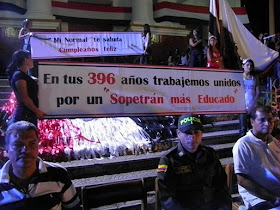 Mi Normal te saluda
Cumpleaños feliz
En tus 396 años trabajemos unidos
por un "Sopetrán más Educado